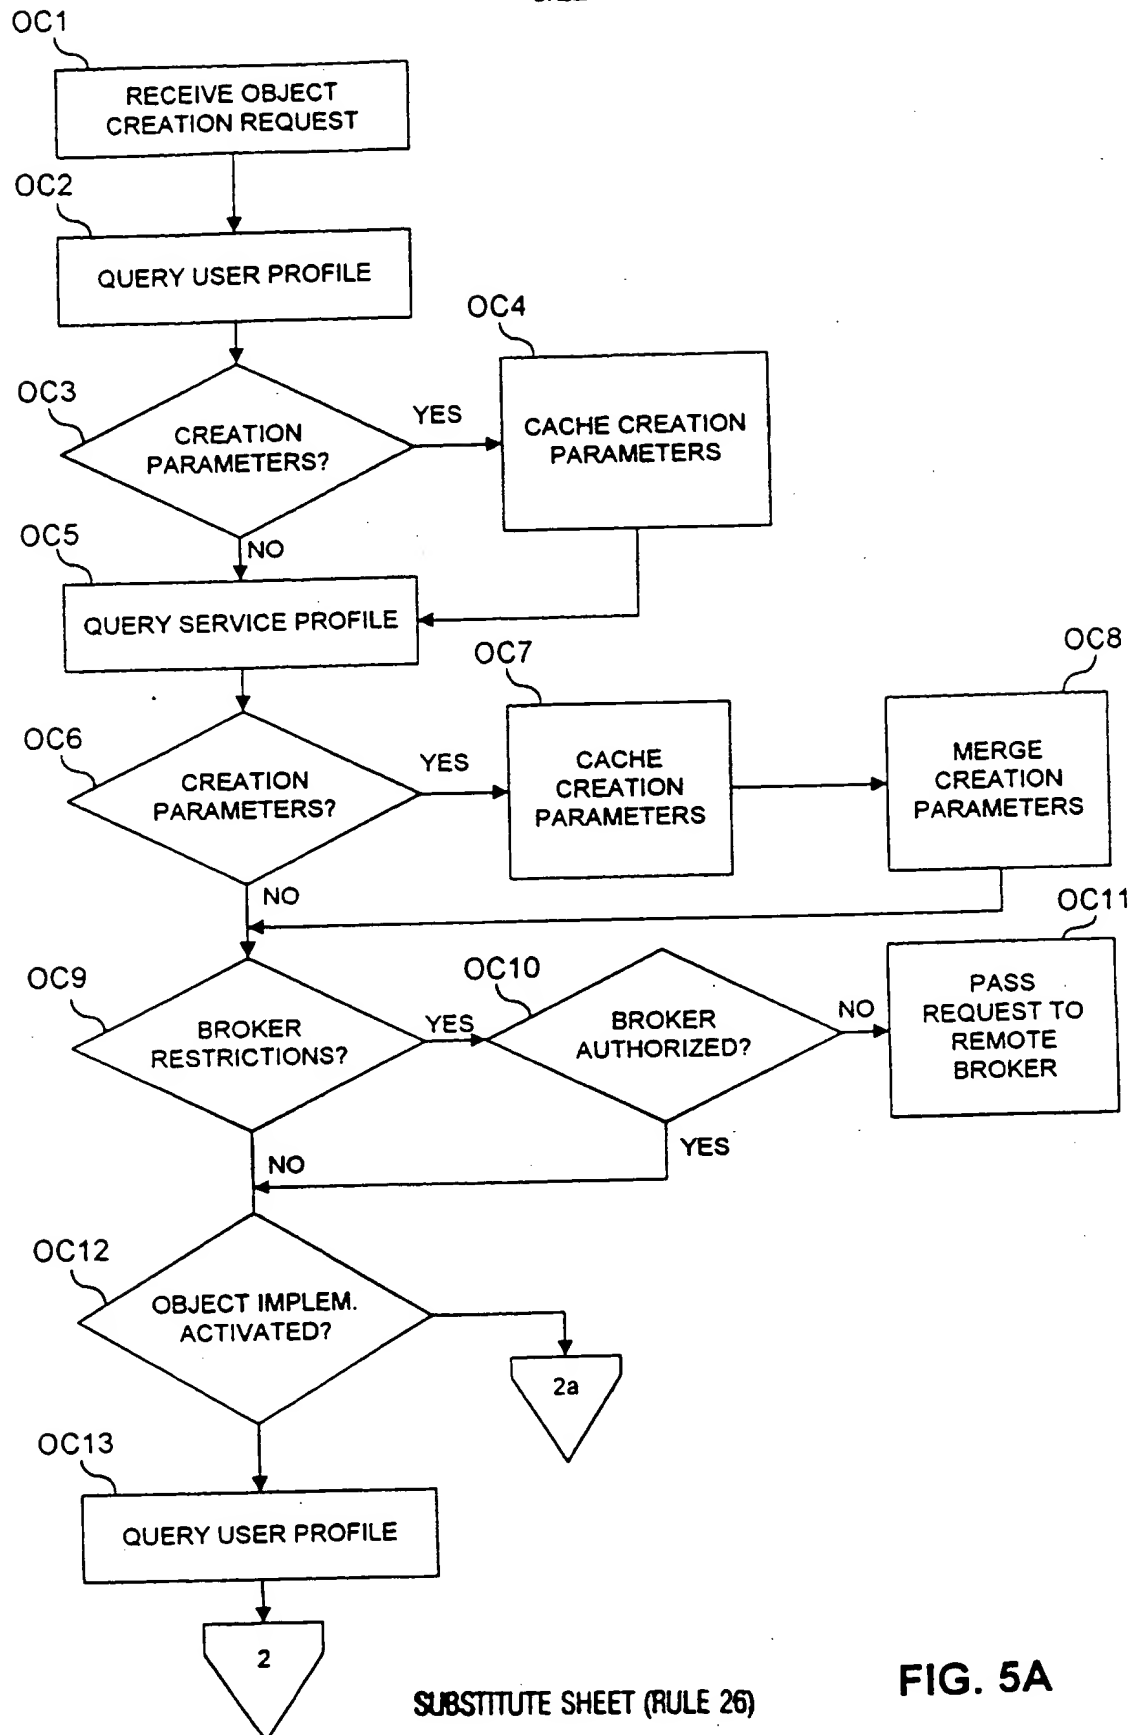 OC1
RECEIVE OBJECT
CREATION REQUEST
OC2
QUERY USER PROFILE
OC3
CREATION
PARAMETERS?
YES
OC4
CACHE CREATION
PARAMETERS
NO
OC5
QUERY SERVICE PROFILE
OC6
CREATION
PARAMETERS?
YES
OC7
CACHE
CREATION
PARAMETERS
OC8
MERGE
CREATION
PARAMETERS
NO
OC9
BROKER
RESTRICTIONS?
YES
OC10
BROKER
AUTHORIZED?
NO
OC11
PASS
REQUEST TO
REMOTE
BROKER
NO
YES
OC12
OBJECT IMPLEM.
ACTIVATED?
2a
OC13
QUERY USER PROFILE
2
SUBSTITUTE SHEET (RULE 26)
FIG. 5A